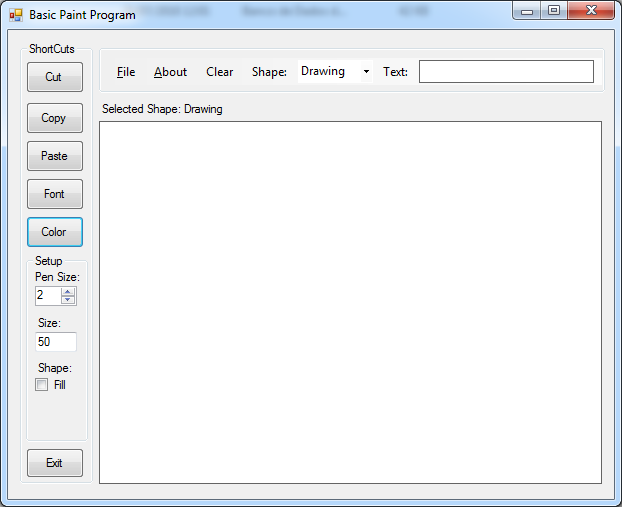 Basic Paint Program
ShortCuts
Cut
Copy
Paste
Font
Color
Setup
Pen Size:
2
Size:
50
Shape:
Fill
Exit
File About Clear Shape: Drawing Text:
Selected Shape: Drawing